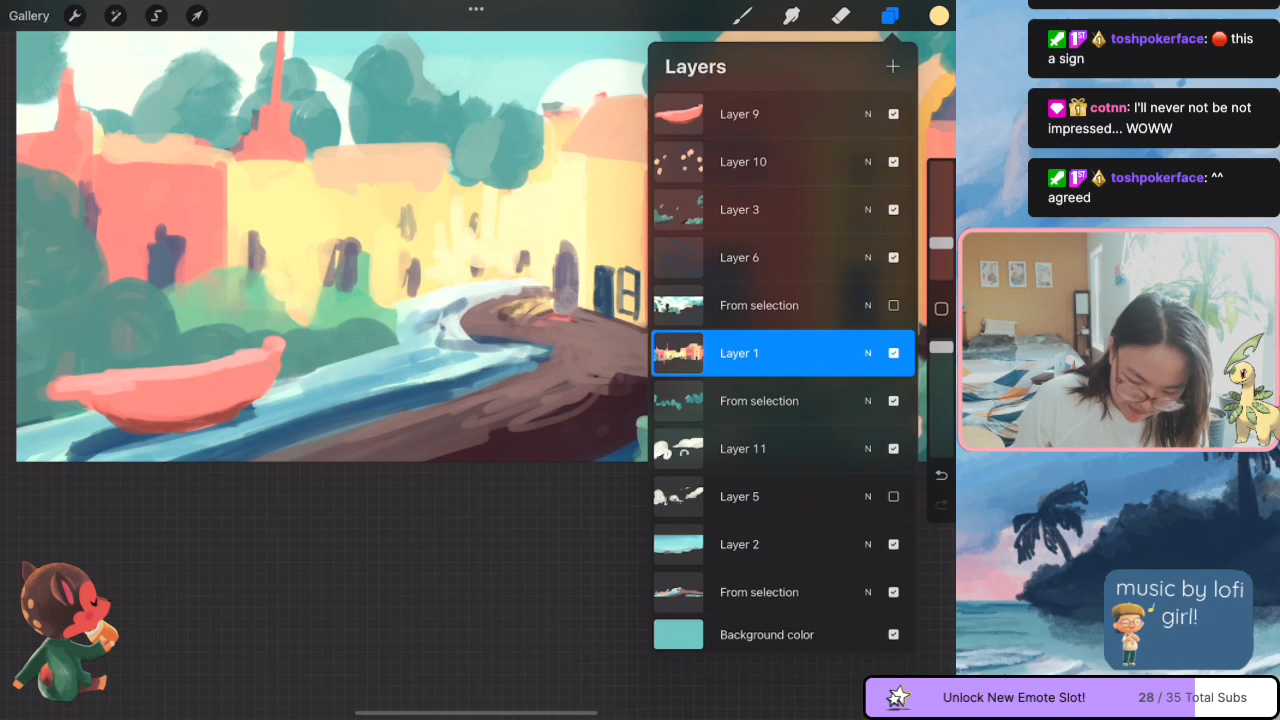 Gallery
Layers
Layer 9 N
Layer 10 N
Layer 3 N
Layer 6 N
From selection N
Layer 1 N
From selection N
Layer 11 N
Layer 5 N
Layer 2 N
From selection N
Background color
toshpokerface: 🛑 this
a sign
cotnn: I'll never not be not
impressed... WOWW
toshpokerface: ^^
agreed
music by lofi
girl!
Unlock New Emote Slot! 28 / 35 Total Subs